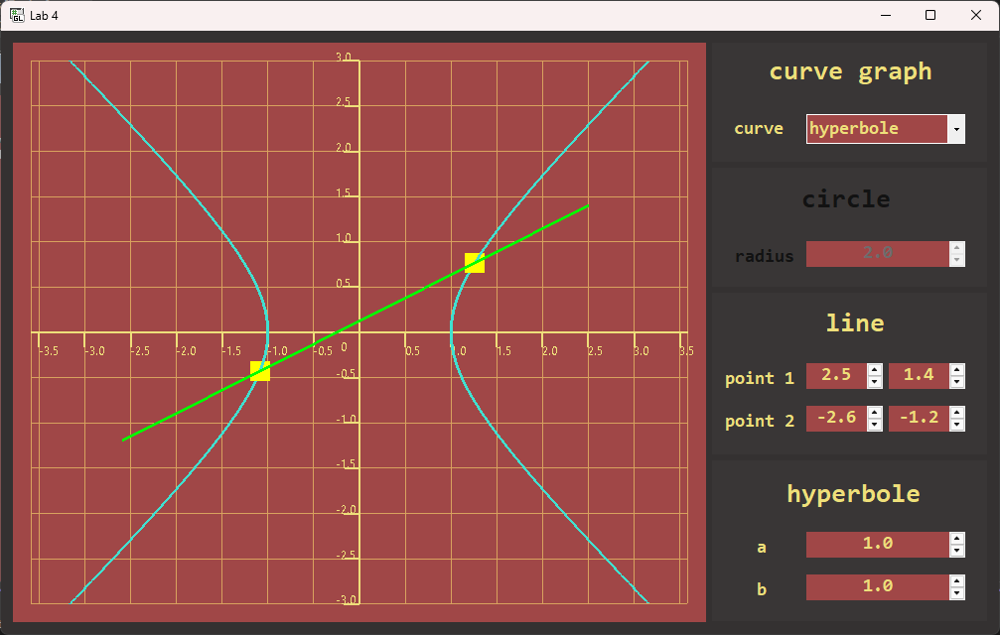 GL Lab 4
3.0
2.5
2.0
1.5
1.0
0.5
-3.5 -3.0 -2.5 -2.0 -1.5 -1.0 -0.5 0 0.5 1.0 1.5 2.0 2.5 3.0 3.5
-0.5
-1.0
-1.5
-2.0
-2.5
-3.0
curve graph
curve hyperbole
circle
radius 2.0
line
point 1 2.5 1.4
point 2 -2.6 -1.2
hyperbole
a 1.0
b 1.0